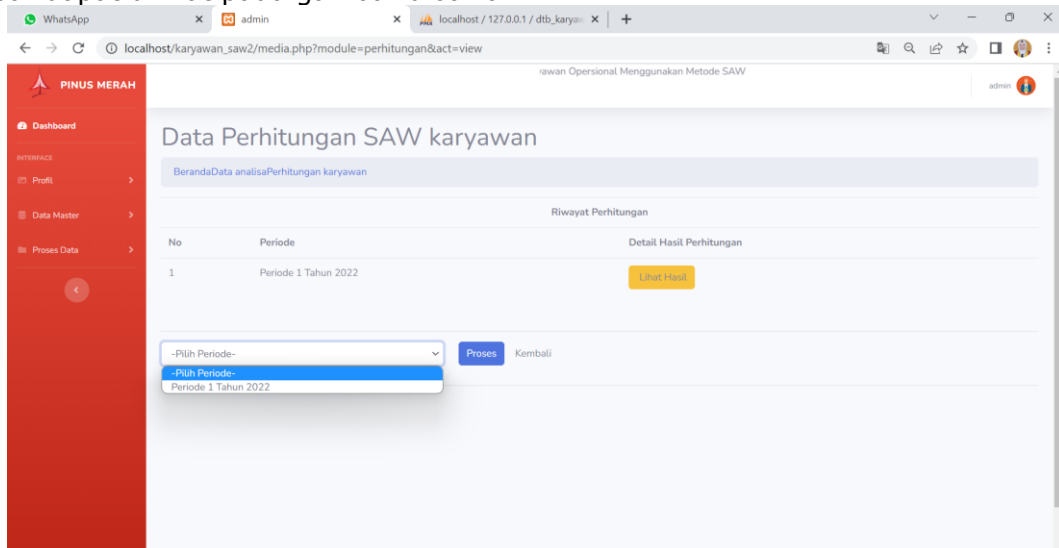 WhatsApp
admin
localhost / 127.0.0.1 / dtb_karyaw
localhost/karyawan_saw2/media.php?module=perhitungan&act=view
PINUS MERAH
rawan Opersional Menggunakan Metode SAW
admin
Dashboard
INTERFACE
Profil
Data Master
Proses Data
Data Perhitungan SAW karyawan
BerandaData analisaPerhitungan karyawan
Riwayat Perhitungan
No Periode Detail Hasil Perhitungan
1 Periode 1 Tahun 2022 Lihat Hasil
-Pilih Periode- Proses Kembali
-Pilih Periode-
Periode 1 Tahun 2022